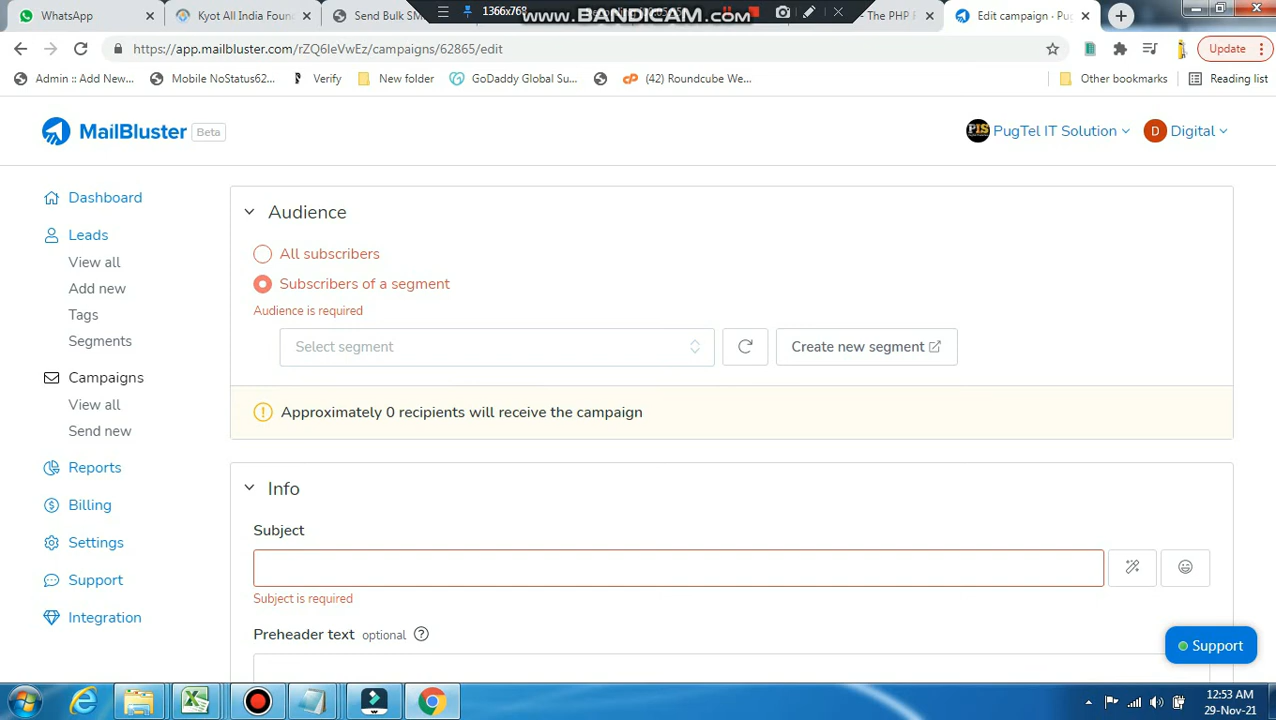 WhatsApp
Kyot All India Foun
Send Bulk SM
1366x768
www.BANDICAM.com
- The PHP
Edit campaign · Pug
https://app.mailbluster.com/rZQ6leVwEz/campaigns/62865/edit
Update
Admin :: Add New...
Mobile NoStatus62...
Verify
New folder
GoDaddy Global Su...
(42) Roundcube We...
Other bookmarks
Reading list
MailBluster
Beta
PIS
PugTel IT Solution
D
Digital
Dashboard
Leads
View all
Add new
Tags
Segments
Campaigns
View all
Send new
Reports
Billing
Settings
Support
Integration
Audience
All subscribers
Subscribers of a segment
Audience is required
Select segment
Create new segment
Approximately 0 recipients will receive the campaign
Info
Subject
Subject is required
Preheader text optional
Support
12:53 AM
29-Nov-21